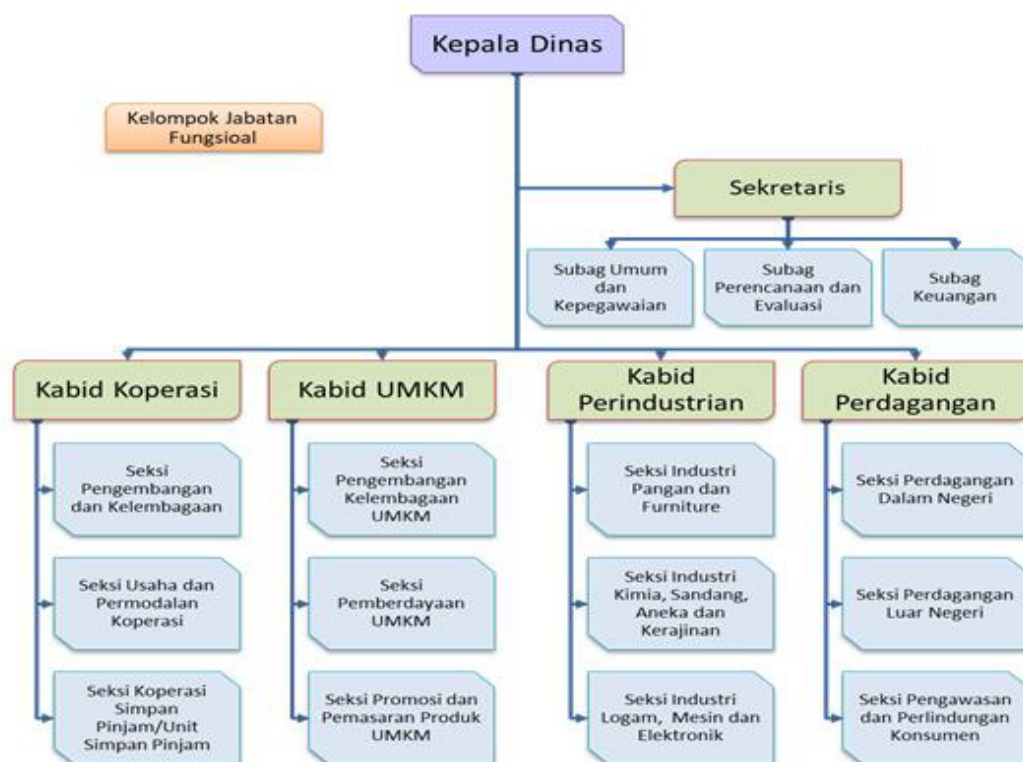 Kepala Dinas
Kelompok Jabatan
Fungsioal
Sekretaris
Subag Umum
dan
Kepegawaian
Subag
Perencanaan dan
Evaluasi
Subag
Keuangan
Kabid Koperasi
Kabid UMKM
Kabid
Perindustrian
Kabid
Perdagangan
Seksi
Pengembangan
dan Kelembagaan
Seksi
Pengembangan
Kelembagaan
UMKM
Seksi Industri
Pangan dan
Furniture
Seksi Perdagangan
Dalam Negeri
Seksi Usaha dan
Permodalan
Koperasi
Seksi
Pemberdayaan
UMKM
Seksi Industri
Kimia, Sandang,
Aneka dan
Kerajinan
Seksi Perdagangan
Luar Negeri
Seksi Koperasi
Simpan
Pinjam/Unit
Simpan Pinjam
Seksi Promosi dan
Pemasaran Produk
UMKM
Seksi Industri
Logam, Mesin dan
Elektronik
Seksi Pengawasan
dan Perlindungan
Konsumen